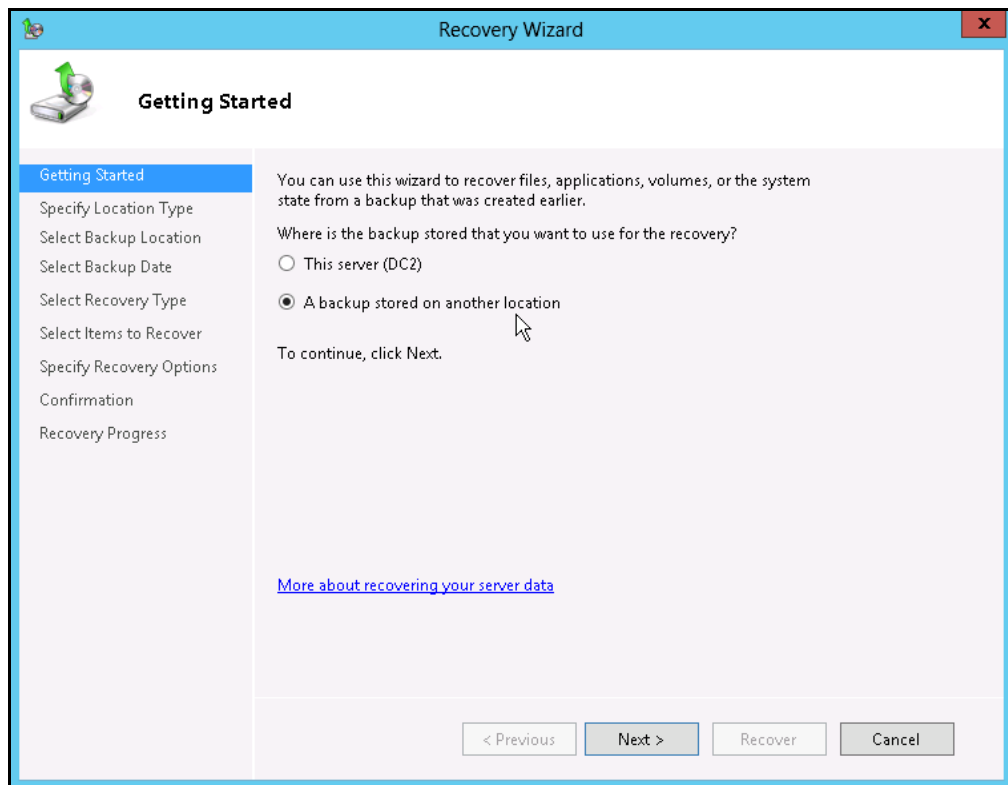 Recovery Wizard
x
Getting Started
Getting Started
Specify Location Type
Select Backup Location
Select Backup Date
Select Recovery Type
Select Items to Recover
Specify Recovery Options
Confirmation
Recovery Progress
You can use this wizard to recover files, applications, volumes, or the system
state from a backup that was created earlier.
Where is the backup stored that you want to use for the recovery?
This server (DC2)
A backup stored on another location
To continue, click Next.
More about recovering your server data
< Previous
Next >
Recover
Cancel